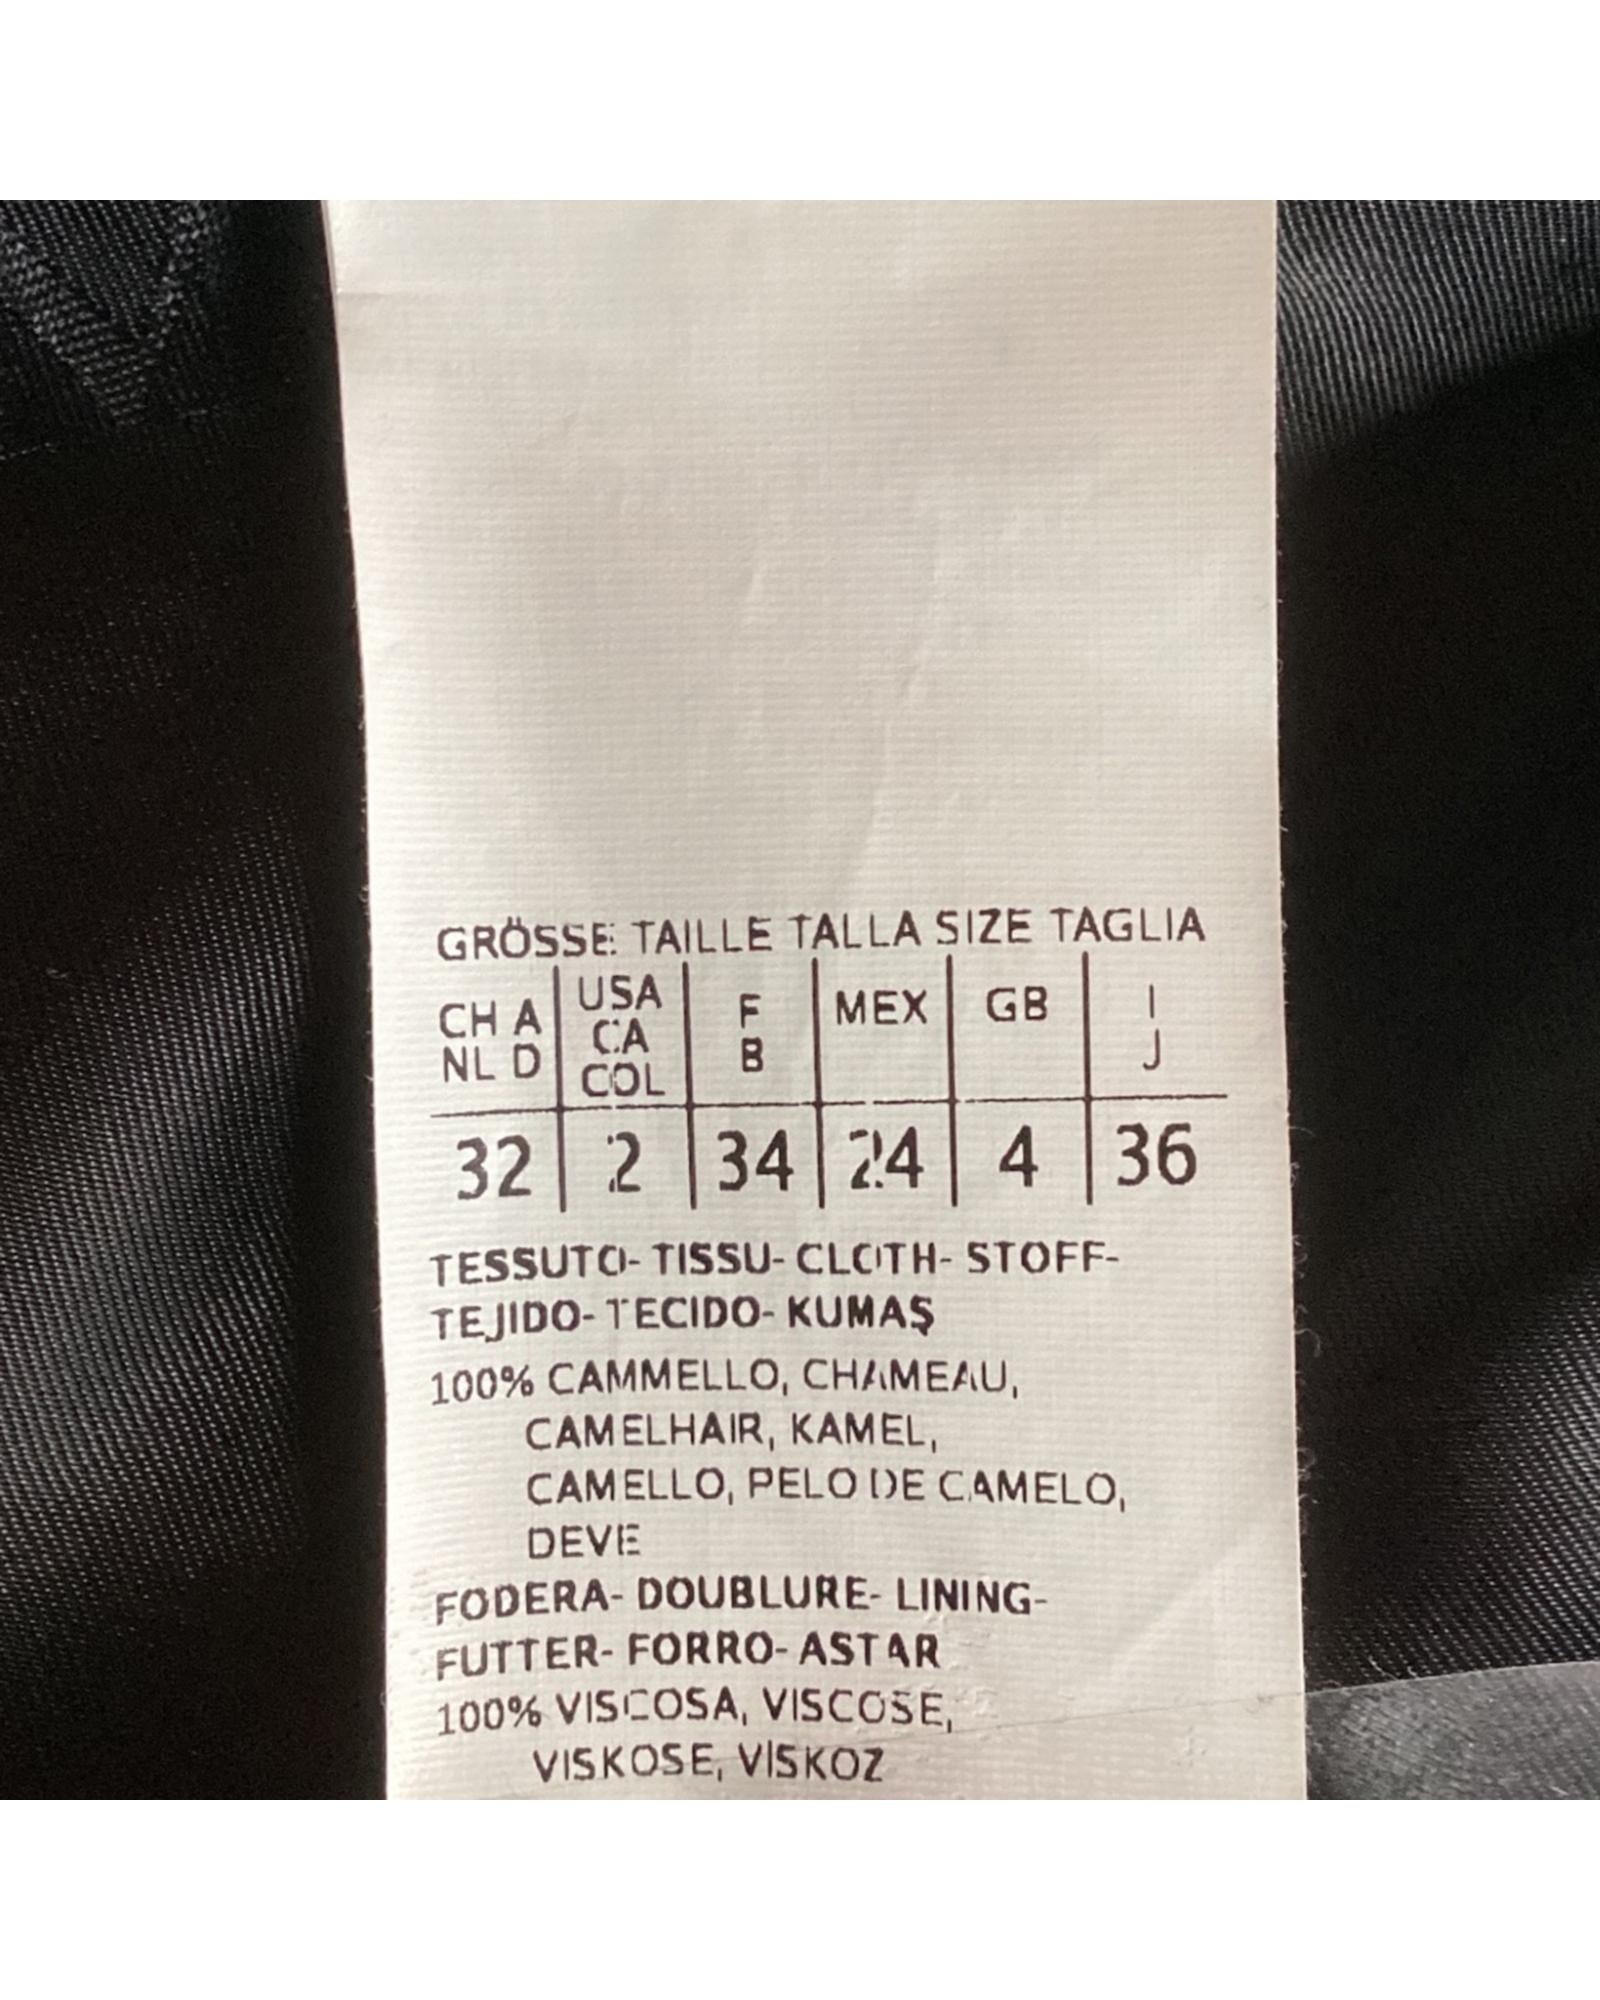 GRÖSSE TAILLE TALLA SIZE TAGLIA
CH A NL D | USA CA COL | F B | MEX | GB | I J
32 | 2 | 34 | 24 | 4 | 36
TESSUTO- TISSU- CLOTH- STOFF-
TEJIDO- TECIDO- KUMAŞ
100% CAMMELLO, CHAMEAU,
CAMELHAIR, KAMEL,
CAMELLO, PELO DE CAMELO,
DEVE
FODERA- DOUBLURE- LINING-
FUTTER- FORRO- ASTAR
100% VISCOSA, VISCOSE,
VISKOSE, VİSKOZ